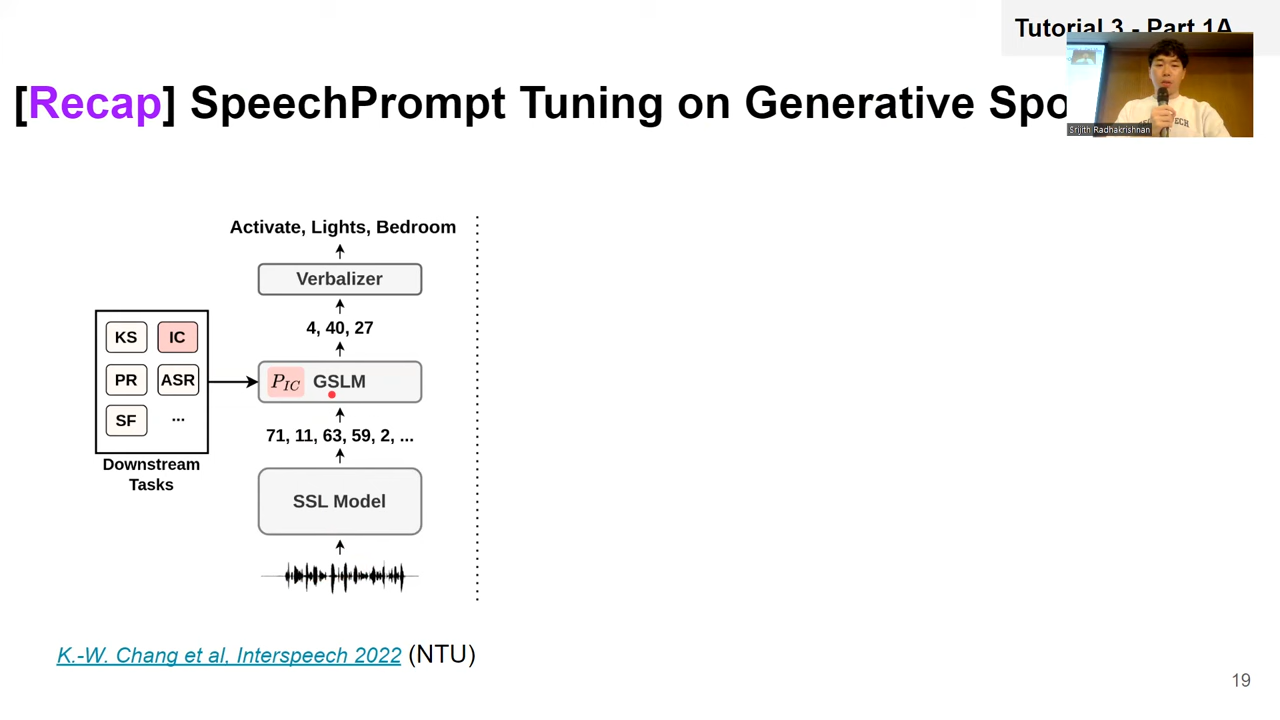 Tutorial 3 - Part 1A
[Recap] SpeechPrompt Tuning on Generative Spo
Srijith Radhakrishnan
Activate, Lights, Bedroom
Verbalizer
4, 40, 27
KS IC
PR ASR
SF ...
Downstream
Tasks
P_IC GSLM
71, 11, 63, 59, 2, ...
SSL Model
K.-W. Chang et al, Interspeech 2022 (NTU)
19